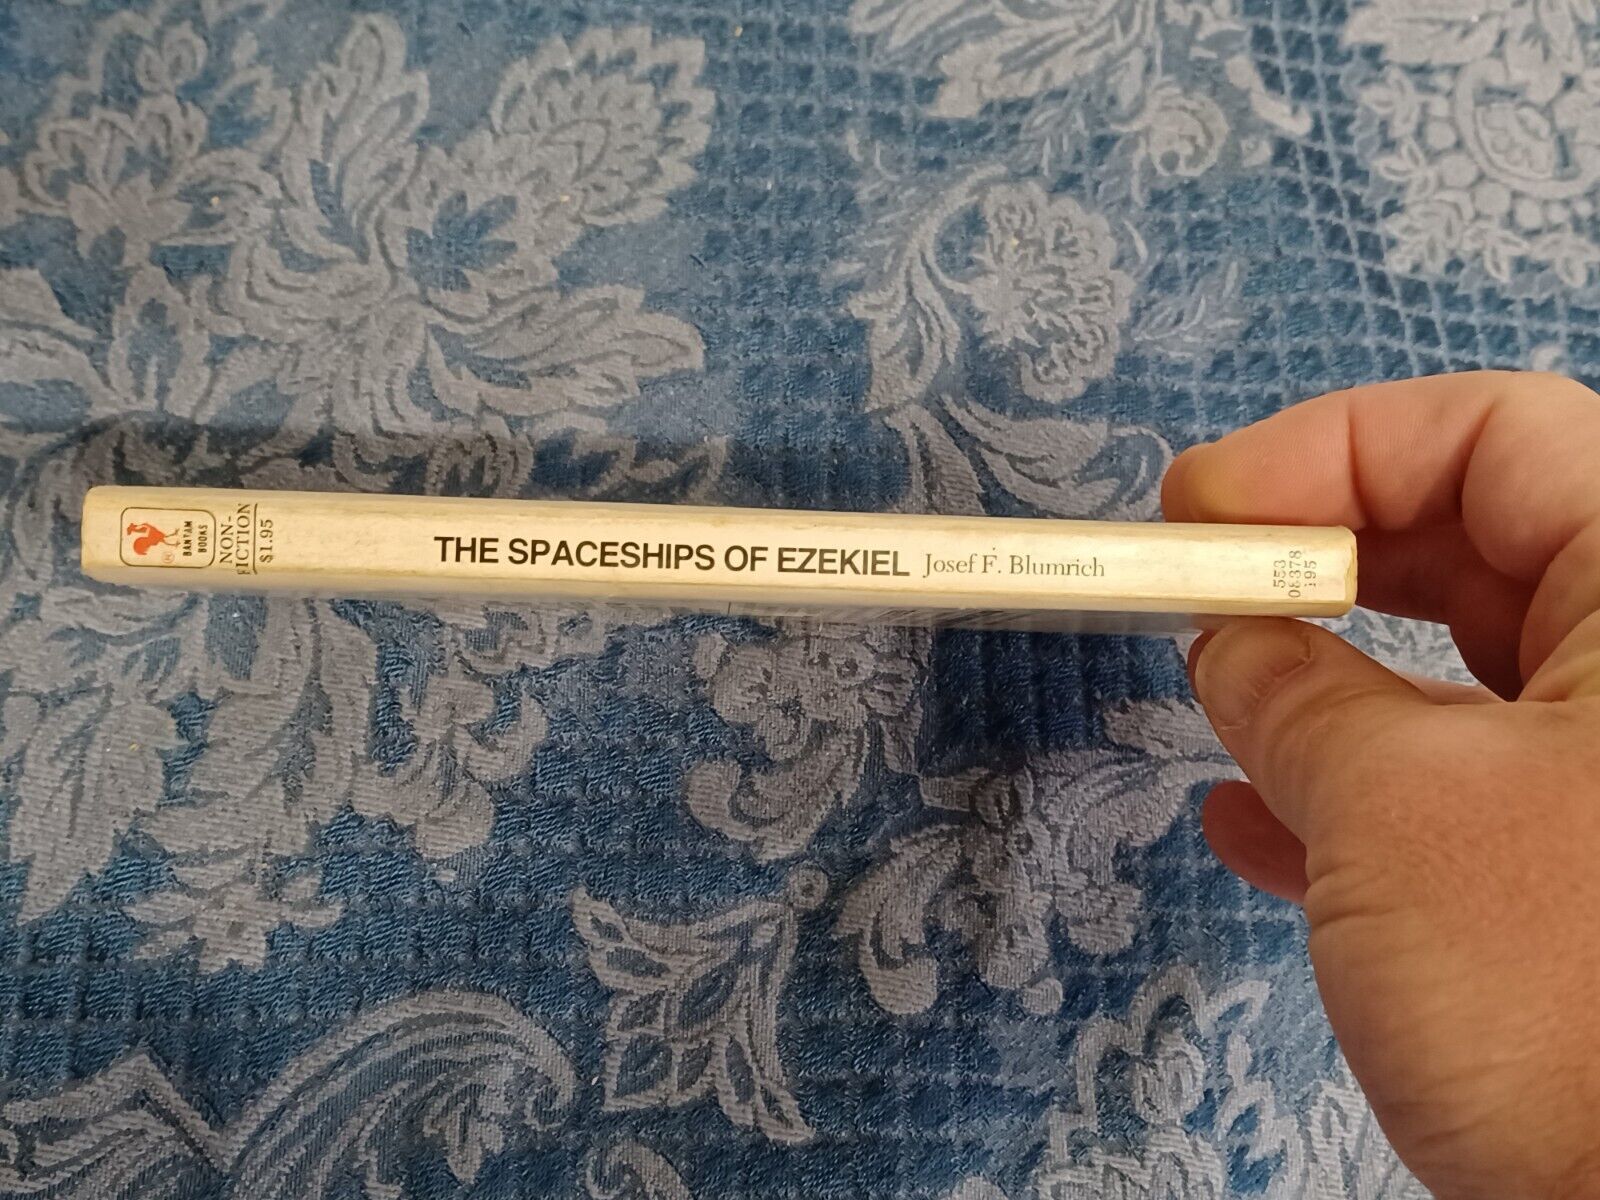 BANTAM
BOOKS
NON-
FICTION
$1.95
THE SPACESHIPS OF EZEKIEL Josef F. Blumrich
553
08378
195